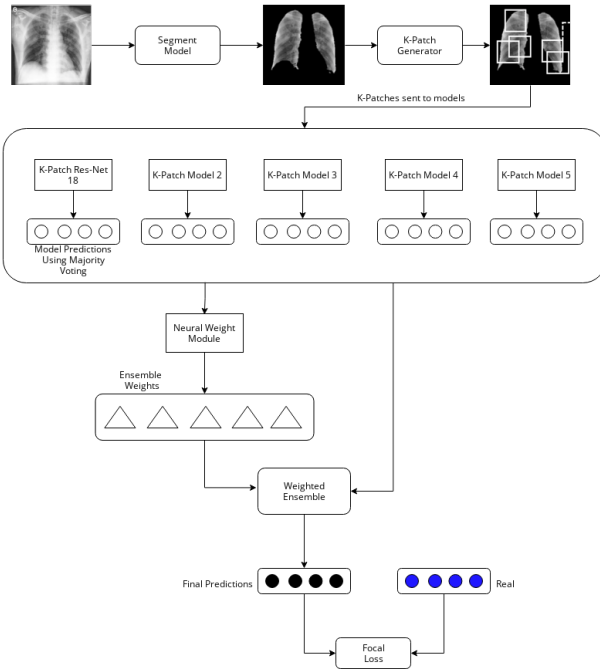 Segment
Model
K-Patch
Generator
K-Patches sent to models
K-Patch Res-Net
18
K-Patch Model 2
K-Patch Model 3
K-Patch Model 4
K-Patch Model 5
Model Predictions
Using Majority
Voting
Neural Weight
Module
Ensemble
Weights
Weighted
Ensemble
Final Predictions
Real
Focal
Loss